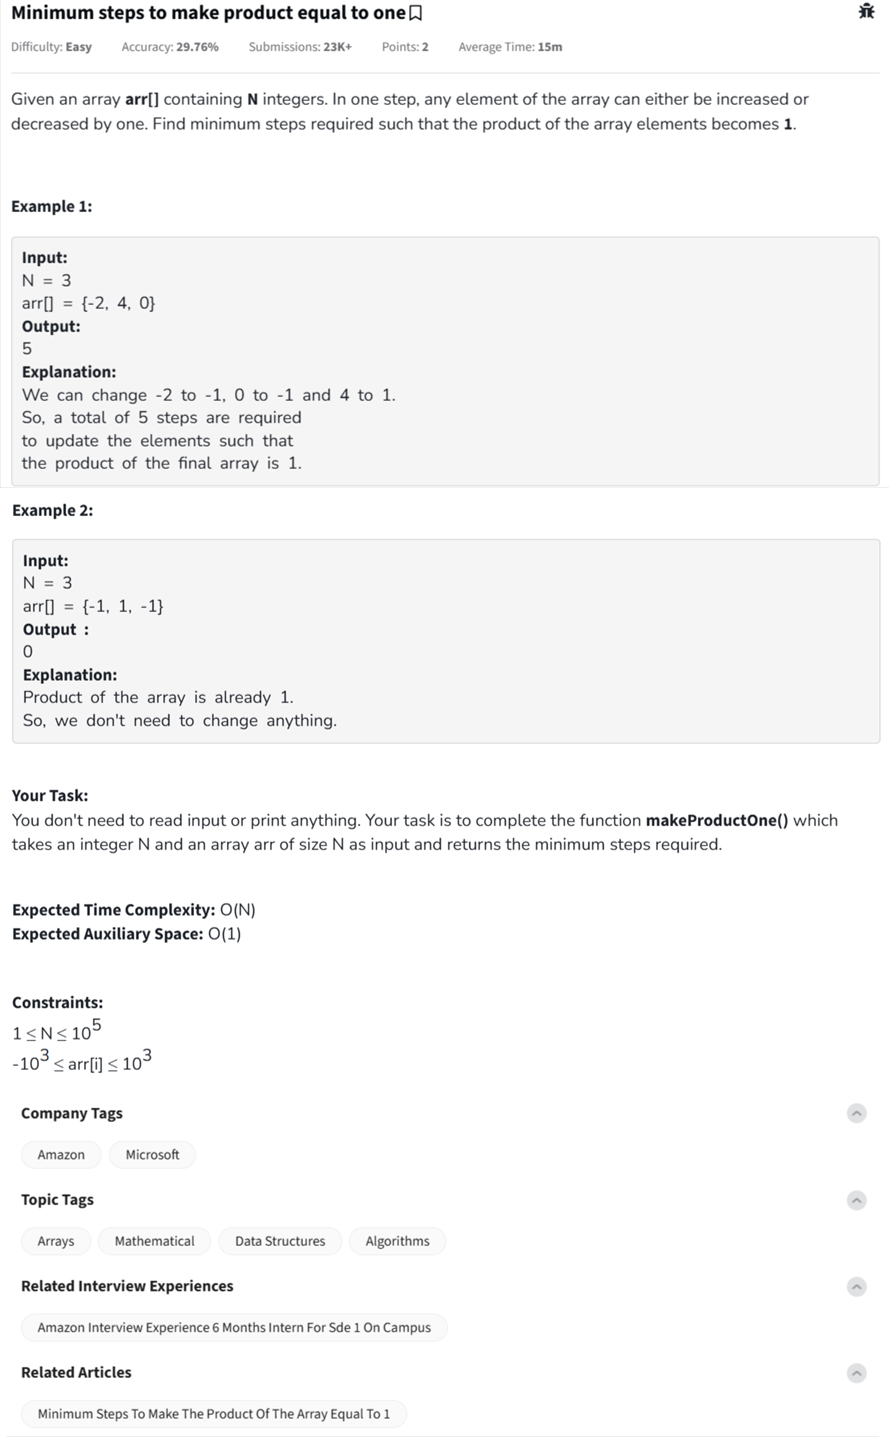 Minimum steps to make product equal to one
Difficulty: Easy Accuracy: 29.76% Submissions: 23K+ Points: 2 Average Time: 15m
Given an array arr[] containing N integers. In one step, any element of the array can either be increased or
decreased by one. Find minimum steps required such that the product of the array elements becomes 1.
Example 1:
Input:
N = 3
arr[] = {-2, 4, 0}
Output:
5
Explanation:
We can change -2 to -1, 0 to -1 and 4 to 1.
So, a total of 5 steps are required
to update the elements such that
the product of the final array is 1.
Example 2:
Input:
N = 3
arr[] = {-1, 1, -1}
Output :
0
Explanation:
Product of the array is already 1.
So, we don't need to change anything.
Your Task:
You don't need to read input or print anything. Your task is to complete the function makeProductOne() which
takes an integer N and an array arr of size N as input and returns the minimum steps required.
Expected Time Complexity: O(N)
Expected Auxiliary Space: O(1)
Constraints:
1 ≤ N ≤ 10^5
-10^3 ≤ arr[i] ≤ 10^3
Company Tags
Amazon Microsoft
Topic Tags
Arrays Mathematical Data Structures Algorithms
Related Interview Experiences
Amazon Interview Experience 6 Months Intern For Sde 1 On Campus
Related Articles
Minimum Steps To Make The Product Of The Array Equal To 1